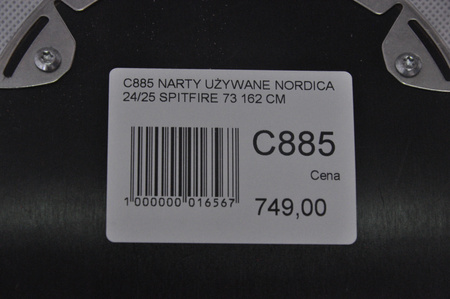 C885 NARTY UŻYWANE NORDICA
24/25 SPITFIRE 73 162 CM
C885
Cena
1 000000 016567
749,00